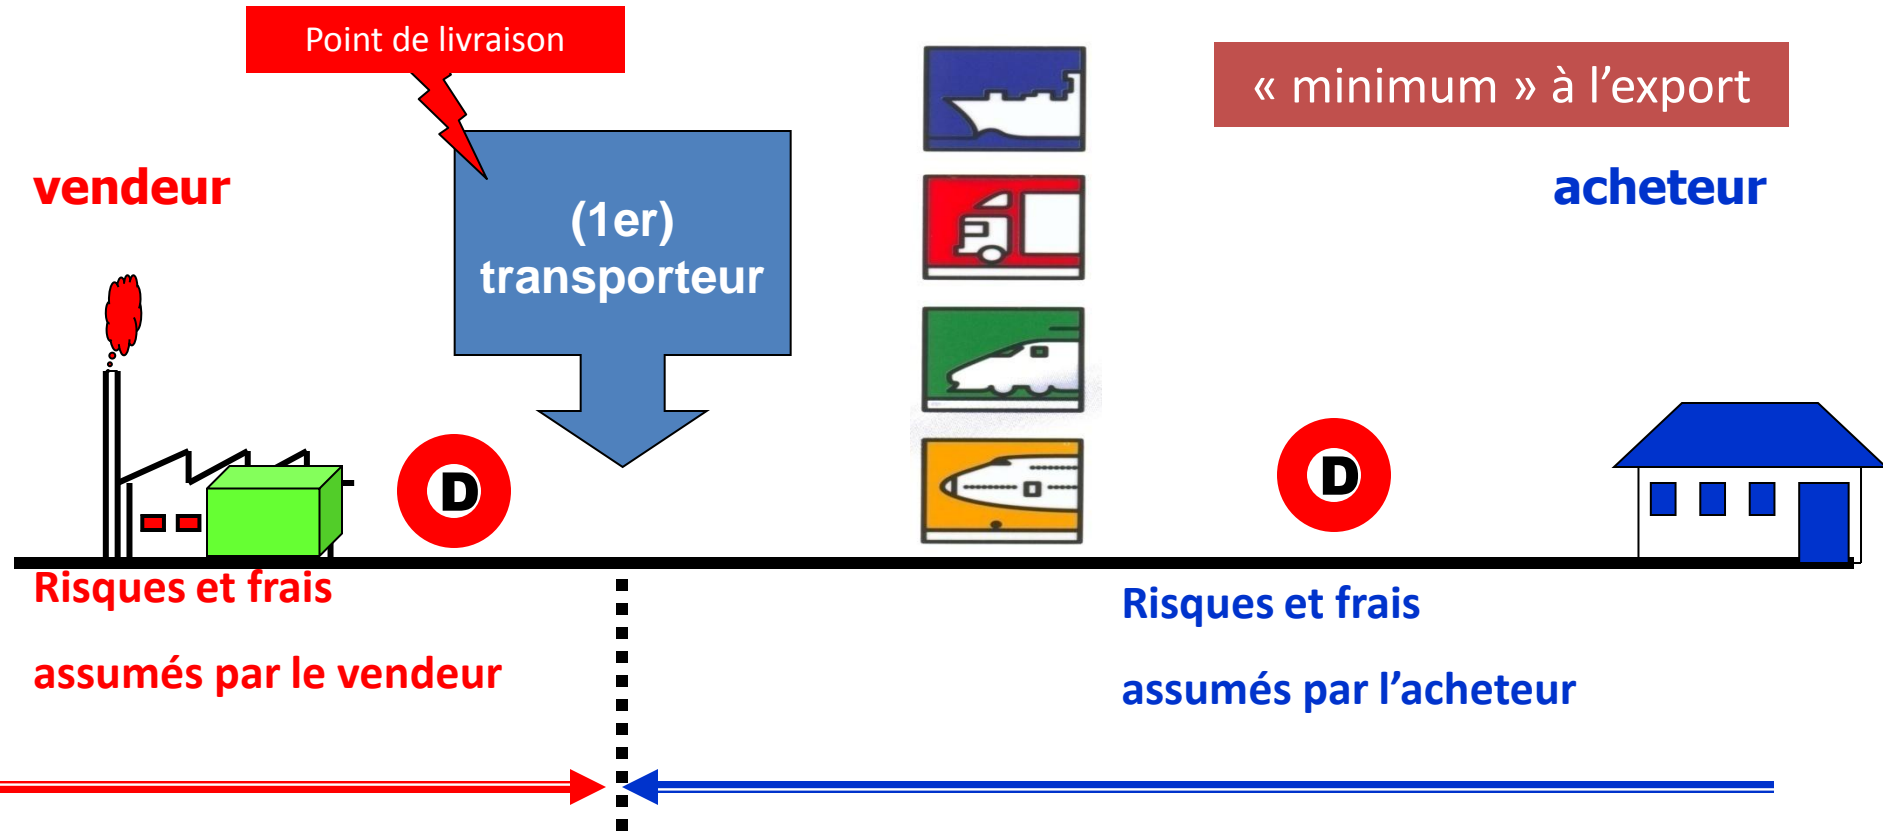 Point de livraison
« minimum » à l’export
vendeur
acheteur
(1er)
transporteur
D
D
Risques et frais
assumés par le vendeur
Risques et frais
assumés par l’acheteur